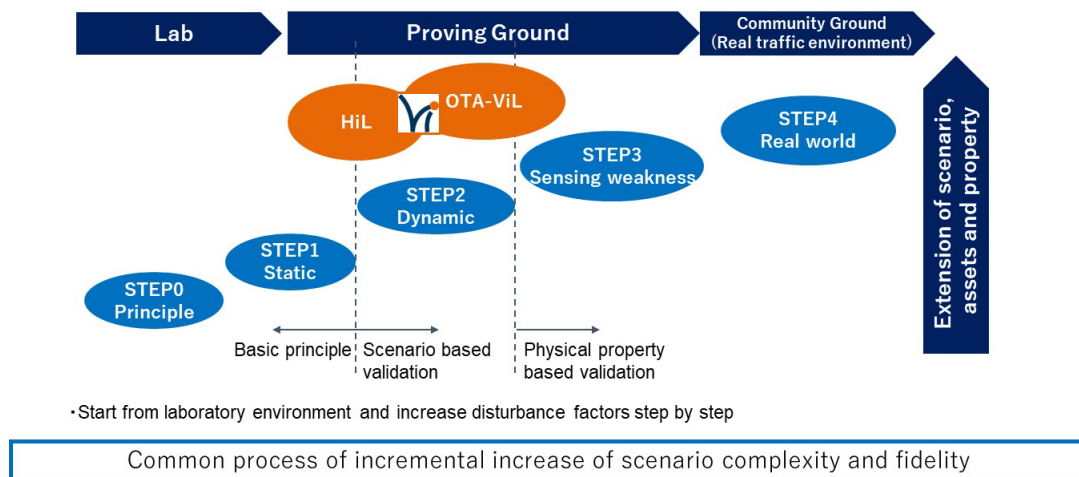 Lab
Proving Ground
Community Ground
(Real traffic environment)
HiL
Vi
OTA-ViL
STEP4
Real world
STEP3
Sensing weakness
STEP2
Dynamic
STEP1
Static
STEP0
Principle
Extension of scenario,
assets and property
Basic principle
Scenario based
validation
Physical property
based validation
・Start from laboratory environment and increase disturbance factors step by step
Common process of incremental increase of scenario complexity and fidelity